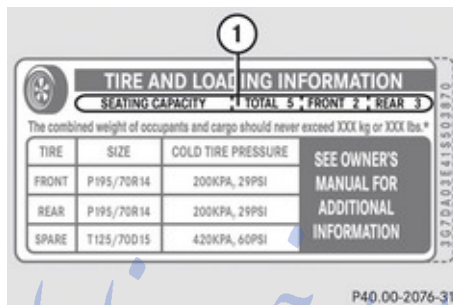 1
TIRE AND LOADING INFORMATION
SEATING CAPACITY TOTAL 5 FRONT 2 REAR 3
The combined weight of occupants and cargo should never exceed XXX kg or XXX lbs.*
TIRE SIZE COLD TIRE PRESSURE SEE OWNER'S MANUAL FOR ADDITIONAL INFORMATION
FRONT P195/70R14 200KPA, 29PSI
REAR P195/70R14 200KPA, 29PSI
SPARE T125/70D15 420KPA, 60PSI
3G7DA03E41SS03870
P40.00-2076-31